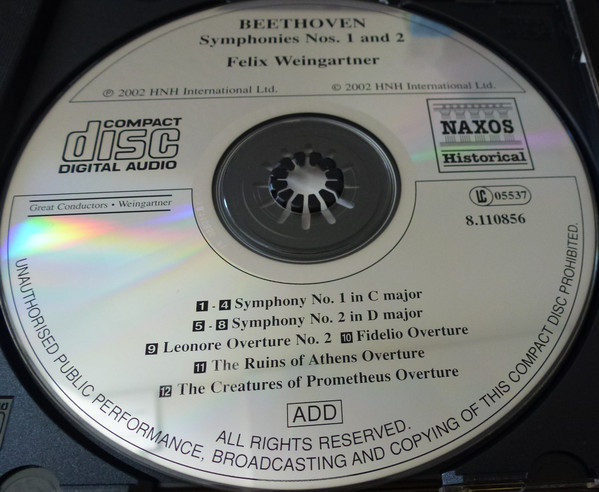 BEETHOVEN
Symphonies Nos. 1 and 2
Felix Weingartner
℗ 2002 HNH International Ltd.
© 2002 HNH International Ltd.
COMPACT
disc
DIGITAL AUDIO
NAXOS
Historical
Great Conductors • Weingartner
LC 05537
8.110856
1 - 4 Symphony No. 1 in C major
5 - 8 Symphony No. 2 in D major
9 Leonore Overture No. 2 10 Fidelio Overture
11 The Ruins of Athens Overture
12 The Creatures of Prometheus Overture
ADD
ALL RIGHTS RESERVED.
UNAUTHORISED PUBLIC PERFORMANCE, BROADCASTING AND COPYING OF THIS COMPACT DISC PROHIBITED.